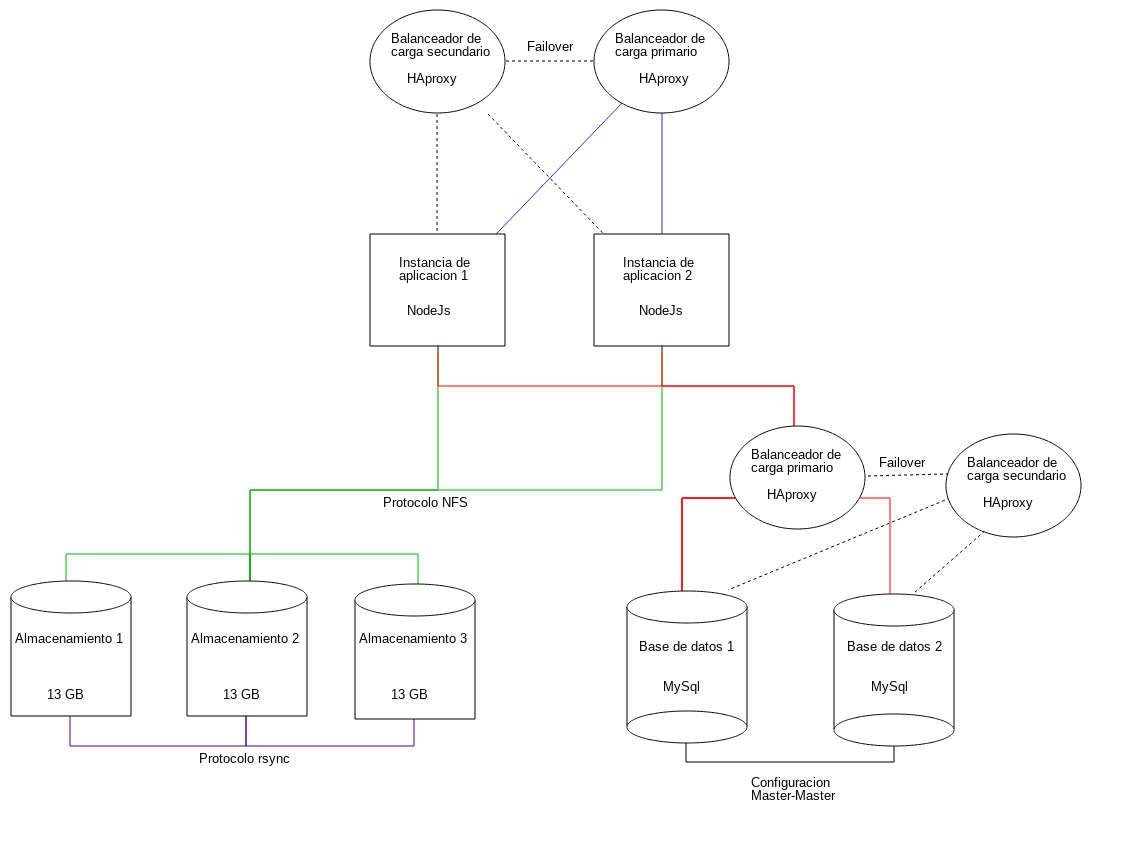 Balanceador de
carga secundario
HAproxy
Failover
Balanceador de
carga primario
HAproxy
Instancia de
aplicacion 1
NodeJs
Instancia de
aplicacion 2
NodeJs
Balanceador de
carga primario
HAproxy
Failover
Balanceador de
carga secundario
HAproxy
Protocolo NFS
Almacenamiento 1
13 GB
Almacenamiento 2
13 GB
Almacenamiento 3
13 GB
Protocolo rsync
Base de datos 1
MySql
Base de datos 2
MySql
Configuracion
Master-Master